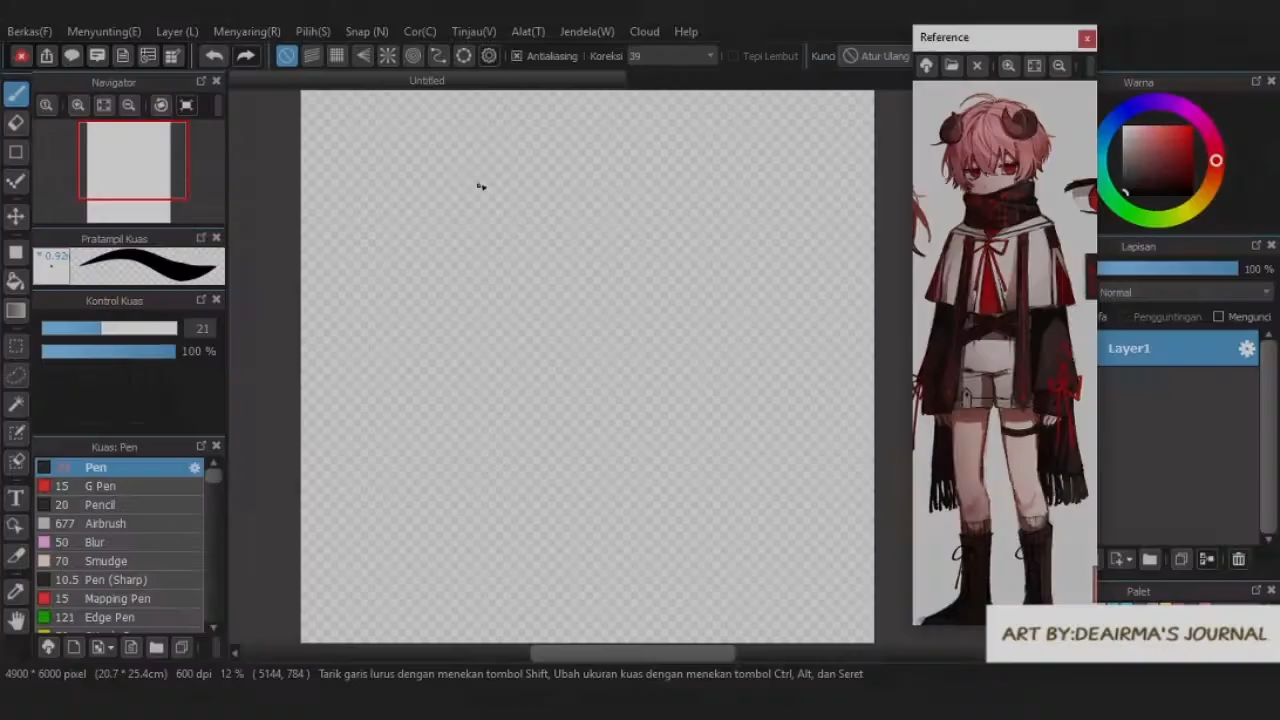 Berkas(F) Menyunting(E) Layer (L) Menyaring(R) Pilih(S) Snap (N) Cor(C) Tinjau(V) Alat(T) Jendela(W) Cloud Help
Antialiasing Koreksi 39 Tepi Lembut Kunci Atur Ulang
Untitled
Reference
Navigator
Pratampil Kuas
Kontrol Kuas
21
100 %
Kuas: Pen
Pen
15 G Pen
20 Pencil
677 Airbrush
50 Blur
70 Smudge
10.5 Pen (Sharp)
15 Mapping Pen
121 Edge Pen
Warna
Lapisan
100 %
Normal
fa Pengguntingan Mengunci
Layer1
Palet
ART BY:DEAIRMA'S JOURNAL
4900 * 6000 pixel (20.7 * 25.4cm) 600 dpi 12 % ( 5144, 784 ) Tarik garis lurus dengan menekan tombol Shift, Ubah ukuran kuas dengan menekan tombol Ctrl, Alt, dan Seret